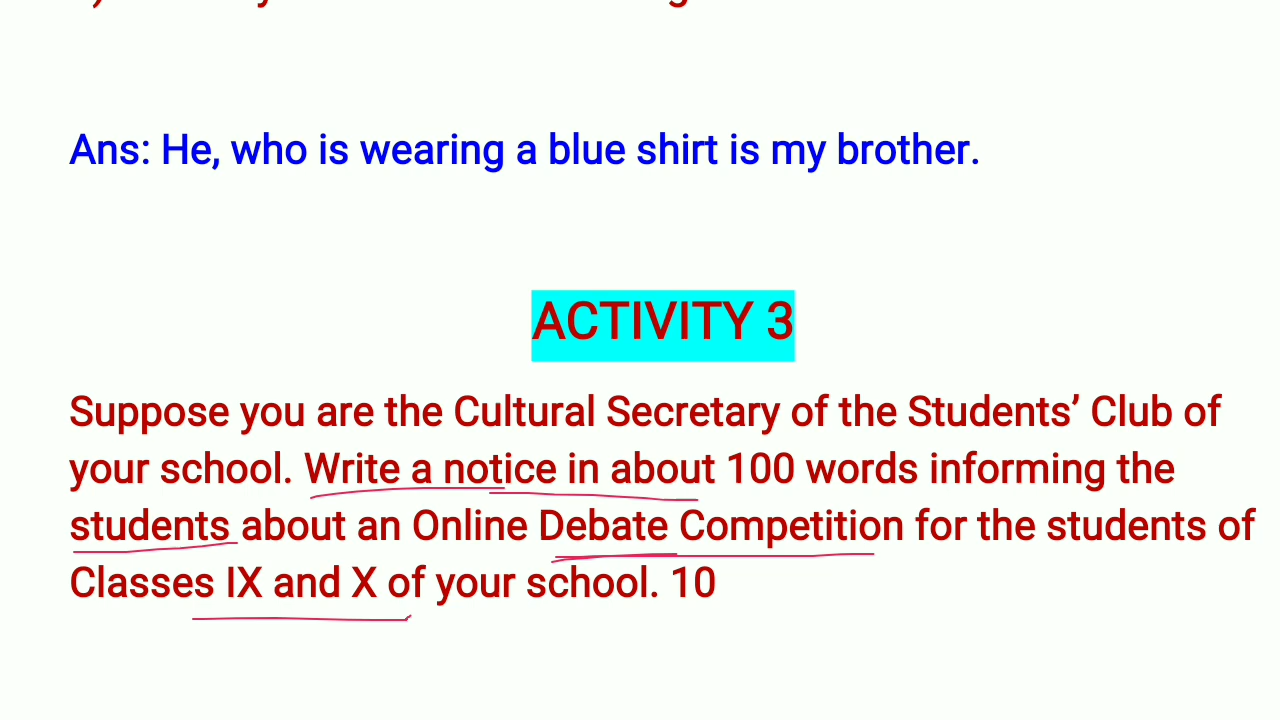 Ans: He, who is wearing a blue shirt is my brother.
ACTIVITY 3
Suppose you are the Cultural Secretary of the Students’ Club of
your school. Write a notice in about 100 words informing the
students about an Online Debate Competition for the students of
Classes IX and X of your school. 10